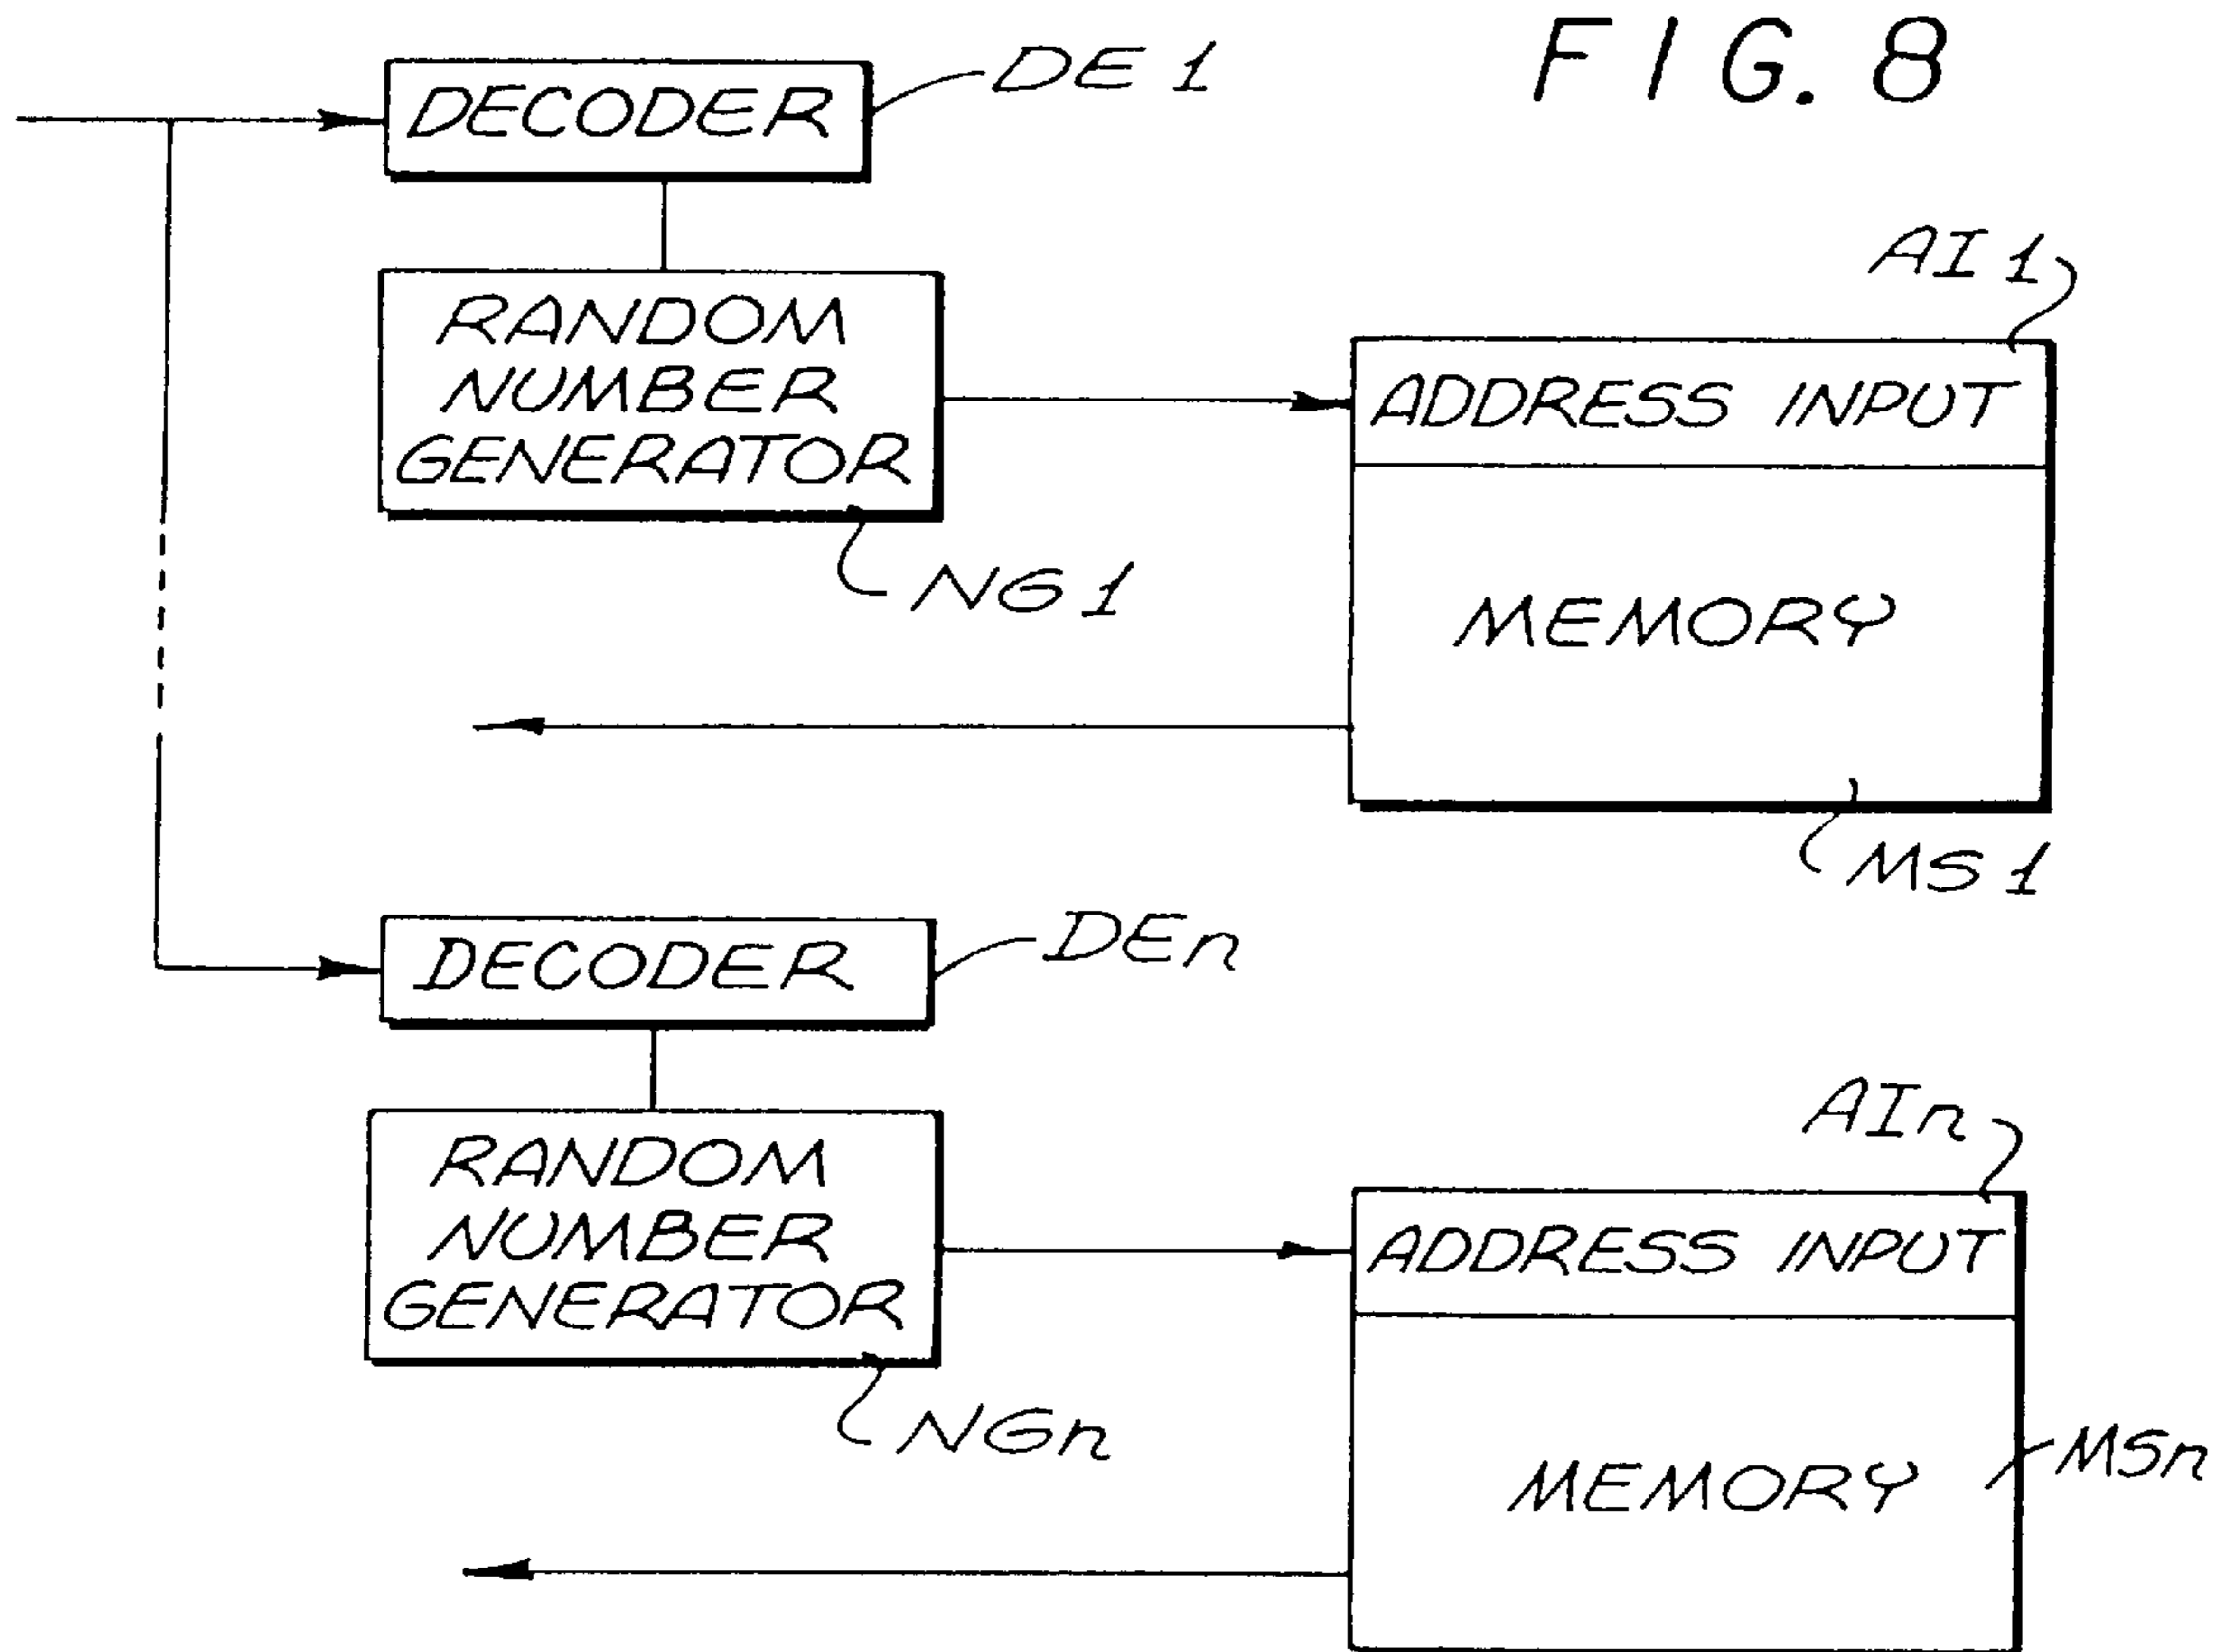 FIG. 8
DECODER
DE 1
RANDOM
NUMBER
GENERATOR
NG 1
AI 1
ADDRESS INPUT
MEMORY
MS 1
DECODER
DEn
RANDOM
NUMBER
GENERATOR
NGn
AIn
ADDRESS INPUT
MEMORY
MSn